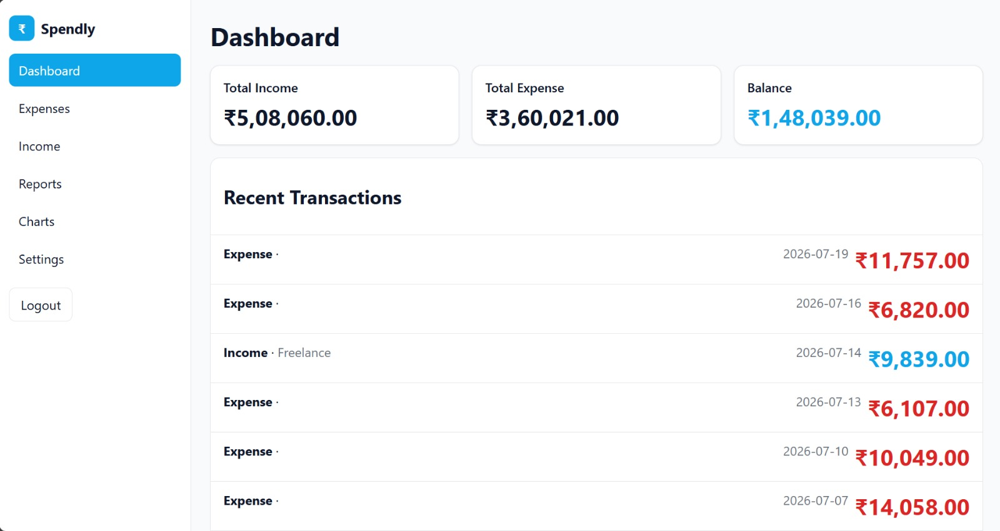 ₹ Spendly
Dashboard
Expenses
Income
Reports
Charts
Settings
Logout
Dashboard
Total Income
₹5,08,060.00
Total Expense
₹3,60,021.00
Balance
₹1,48,039.00
Recent Transactions
Expense · 2026-07-19 ₹11,757.00
Expense · 2026-07-16 ₹6,820.00
Income · Freelance 2026-07-14 ₹9,839.00
Expense · 2026-07-13 ₹6,107.00
Expense · 2026-07-10 ₹10,049.00
Expense · 2026-07-07 ₹14,058.00